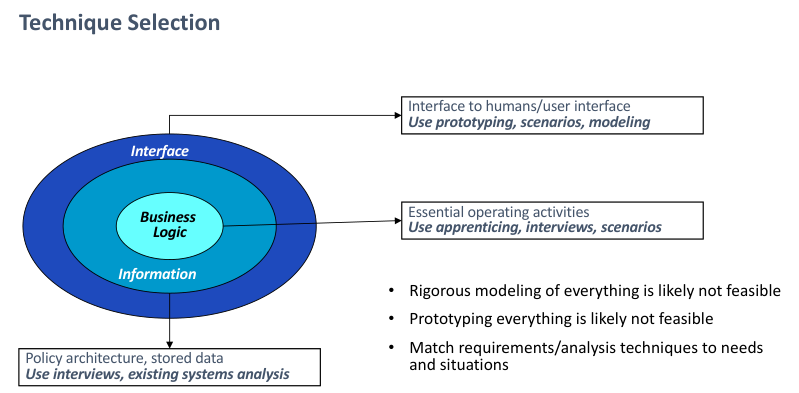 Technique Selection
Interface to humans/user interface
Use prototyping, scenarios, modeling
Interface
Business
Logic
Information
Essential operating activities
Use apprenticing, interviews, scenarios
Policy architecture, stored data
Use interviews, existing systems analysis
• Rigorous modeling of everything is likely not feasible
• Prototyping everything is likely not feasible
• Match requirements/analysis techniques to needs
and situations